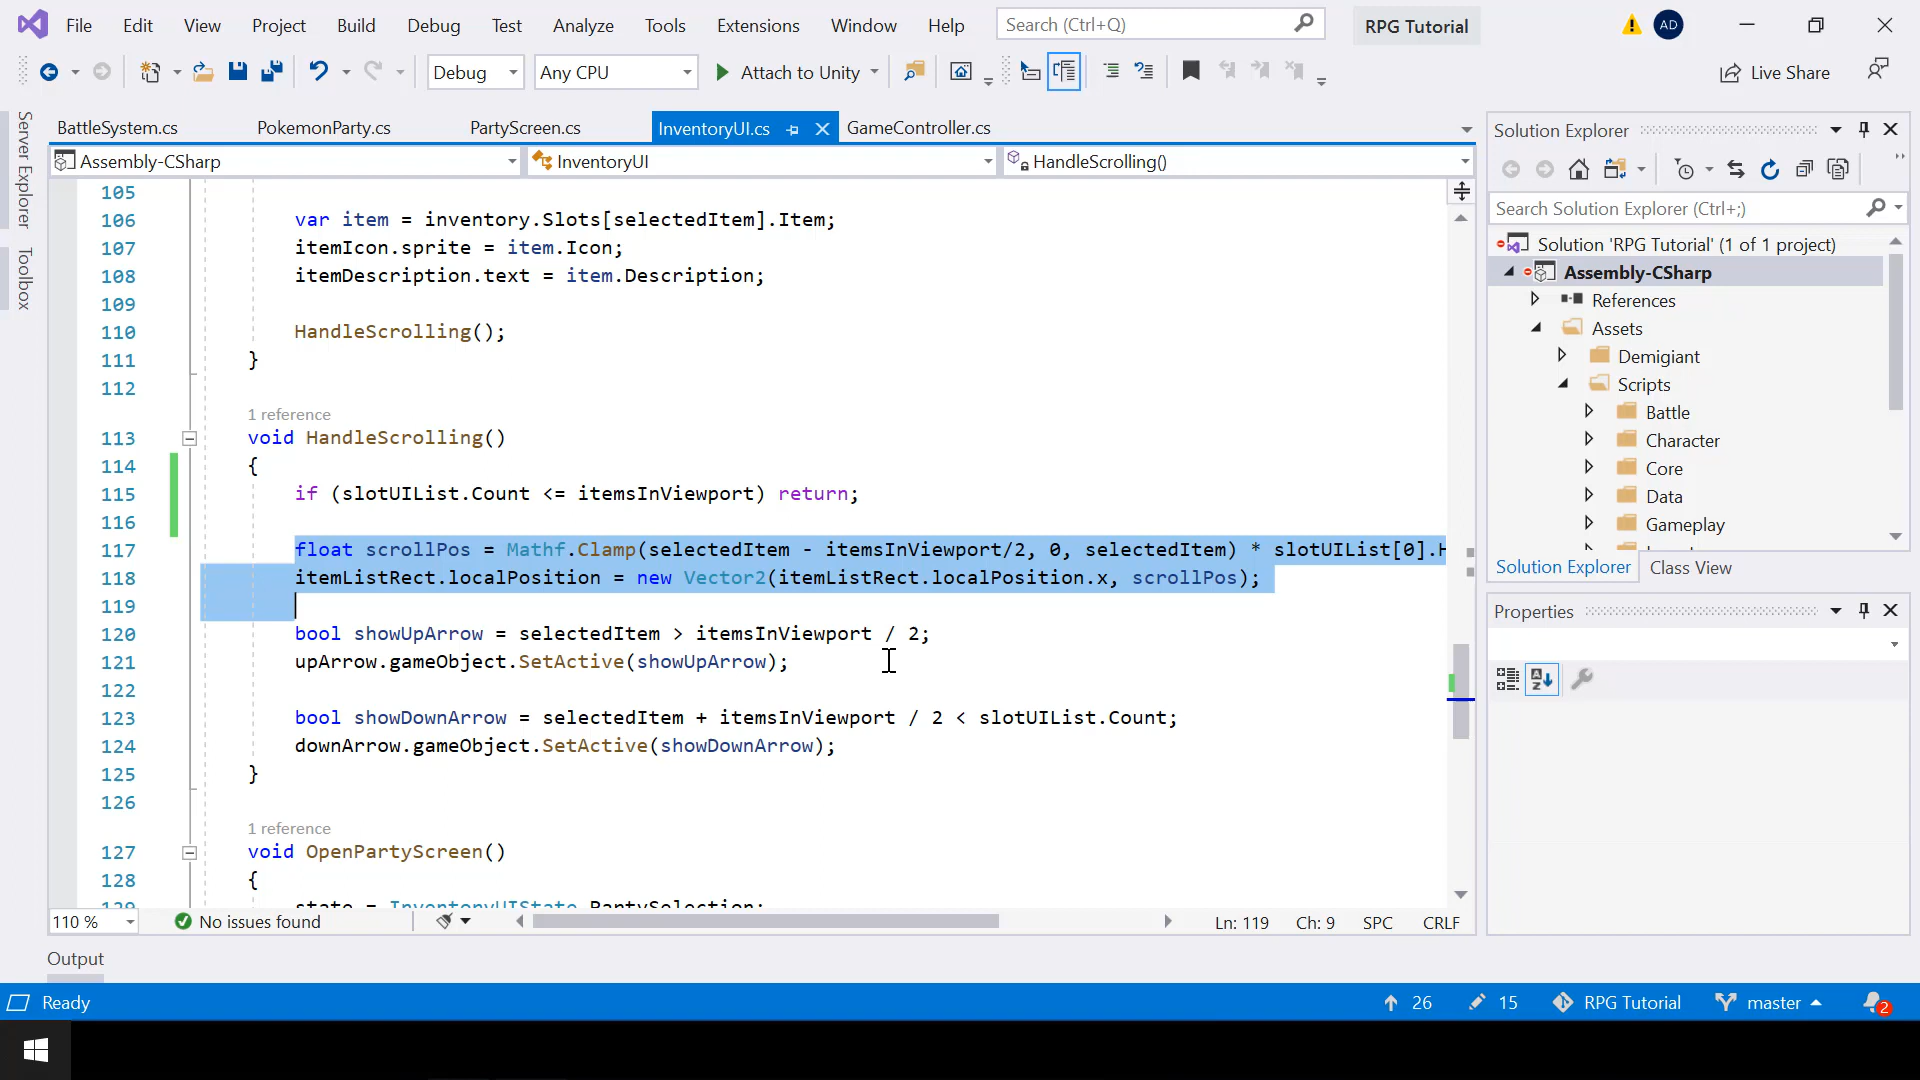 File Edit View Project Build Debug Test Analyze Tools Extensions Window Help Search (Ctrl+Q) RPG Tutorial AD
Debug Any CPU Attach to Unity Live Share
Server Explorer
Toolbox
BattleSystem.cs PokemonParty.cs PartyScreen.cs InventoryUI.cs GameController.cs
Assembly-CSharp InventoryUI HandleScrolling()
105
106 var item = inventory.Slots[selectedItem].Item;
107 itemIcon.sprite = item.Icon;
108 itemDescription.text = item.Description;
109
110 HandleScrolling();
111 }
112
1 reference
113 void HandleScrolling()
114 {
115 if (slotUIList.Count <= itemsInViewport) return;
116
117 float scrollPos = Mathf.Clamp(selectedItem - itemsInViewport/2, 0, selectedItem) * slotUIList[0].H
118 itemListRect.localPosition = new Vector2(itemListRect.localPosition.x, scrollPos);
119
120 bool showUpArrow = selectedItem > itemsInViewport / 2;
121 upArrow.gameObject.SetActive(showUpArrow);
122
123 bool showDownArrow = selectedItem + itemsInViewport / 2 < slotUIList.Count;
124 downArrow.gameObject.SetActive(showDownArrow);
125 }
126
1 reference
127 void OpenPartyScreen()
128 {
129 state = InventoryUIState.PartySelection;
110 % No issues found Ln: 119 Ch: 9 SPC CRLF
Solution Explorer
Search Solution Explorer (Ctrl+;)
Solution 'RPG Tutorial' (1 of 1 project)
Assembly-CSharp
References
Assets
Demigiant
Scripts
Battle
Character
Core
Data
Gameplay
Solution Explorer Class View
Properties
Output
Ready 26 15 RPG Tutorial master 2